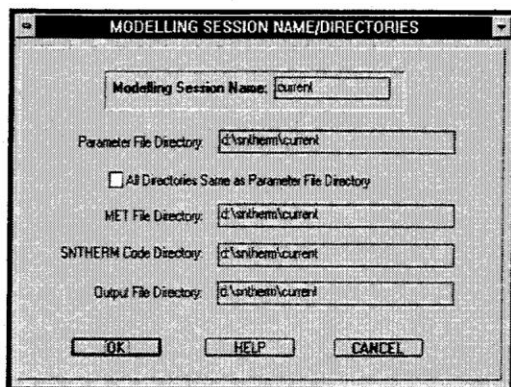 MODELLING SESSION NAME/DIRECTORIES
Modelling Session Name: current
Parameter File Directory: d:\sntherm\current
All Directories Same as Parameter File Directory
MET File Directory: d:\sntherm\current
SNTHERM Code Directory: d:\sntherm\current
Output File Directory: d:\sntherm\current
OK HELP CANCEL